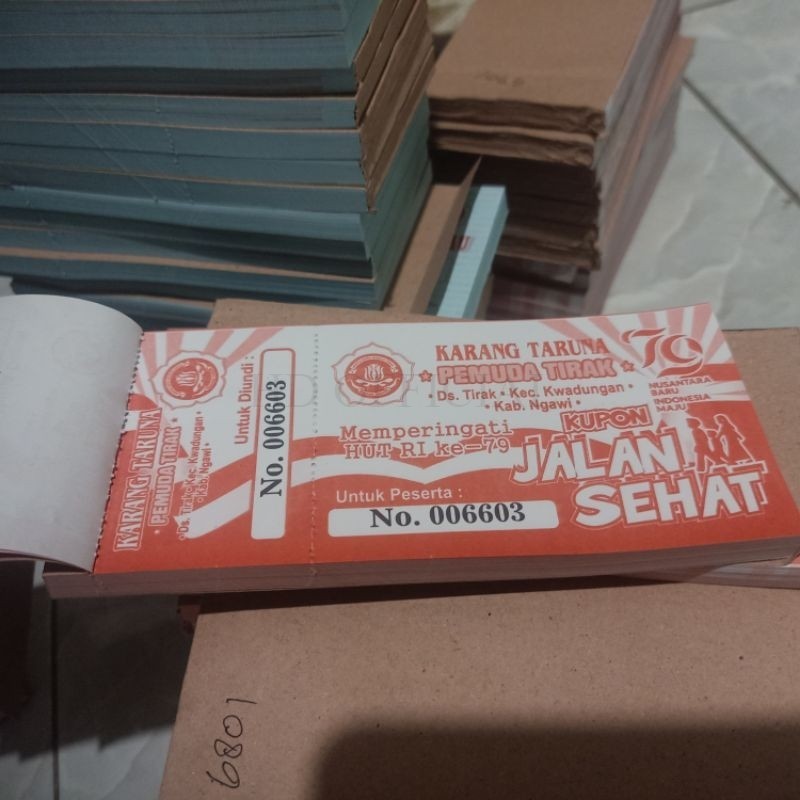 KARANG TARUNA
• PEMUDA TIRAK •
• Ds. Tirak • Kec. Kwadungan •
• Kab. Ngawi •
Untuk Diundi :
No. 006603
KARANG TARUNA
★ PEMUDA TIRAK ★
• Ds. Tirak • Kec. Kwadungan •
• Kab. Ngawi •
79
NUSANTARA
BARU
INDONESIA
MAJU
Memperingati
HUT RI ke-79
KUPON
JALAN
SEHAT
Untuk Peserta :
No. 006603
6801